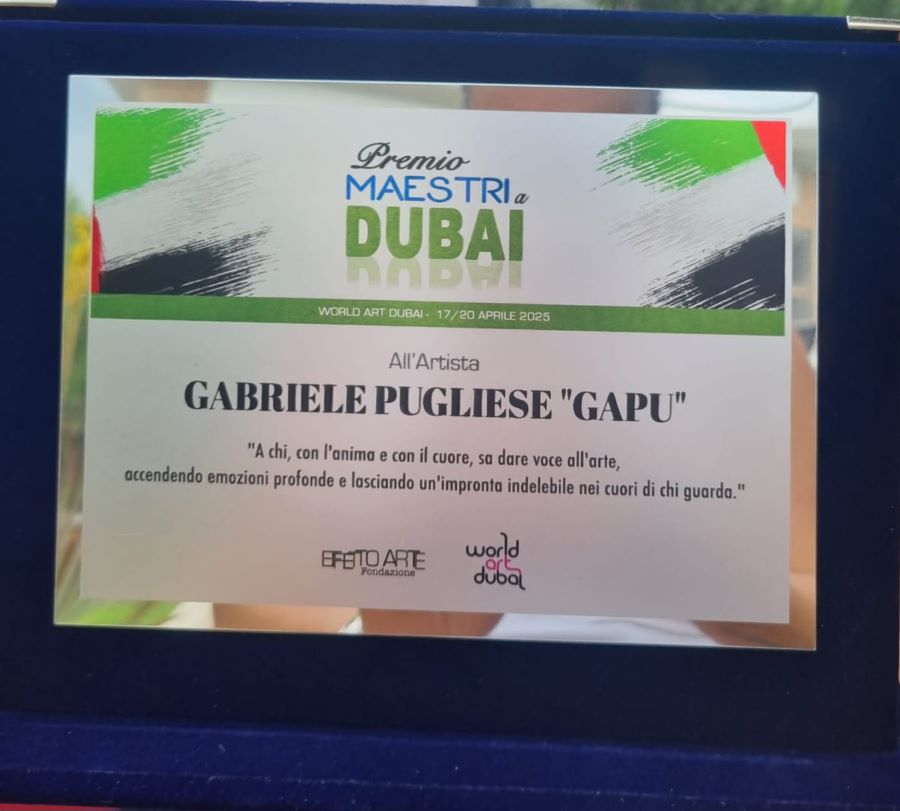 Premio
MAESTRI a
DUBAI
WORLD ART DUBAI - 17/20 APRILE 2025
All'Artista
GABRIELE PUGLIESE "GAPU"
"A chi, con l'anima e con il cuore, sa dare voce all'arte,
accendendo emozioni profonde e lasciando un'impronta indelebile nei cuori di chi guarda."
EFFETTO ARTE
Fondazione
world
art
dubai